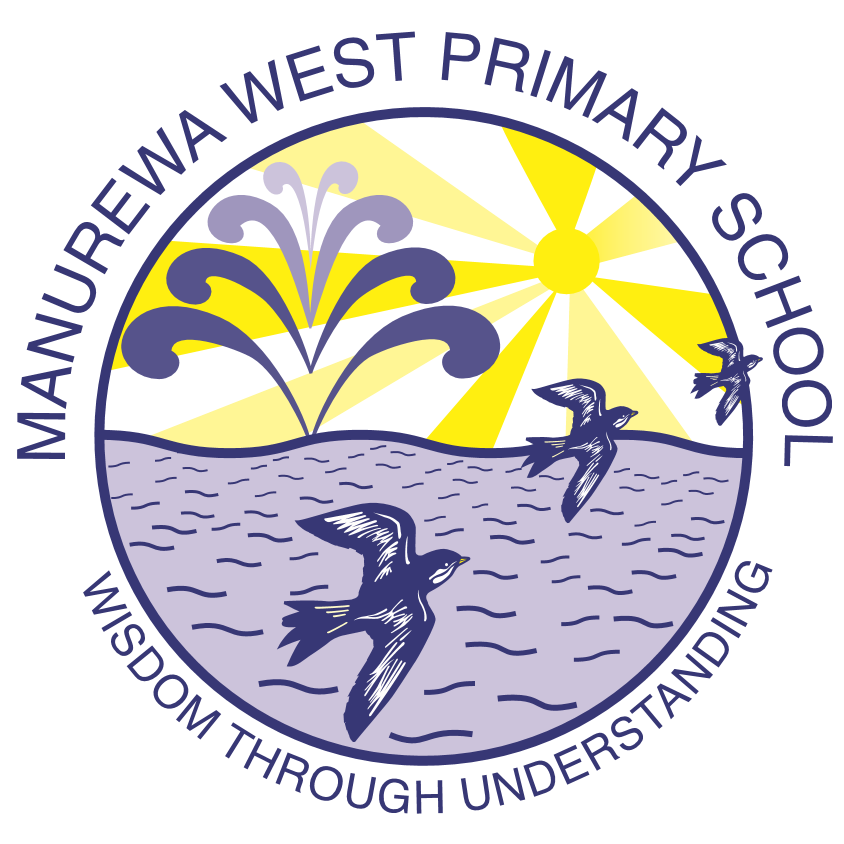 MANUREWA WEST PRIMARY SCHOOL
WISDOM THROUGH UNDERSTANDING